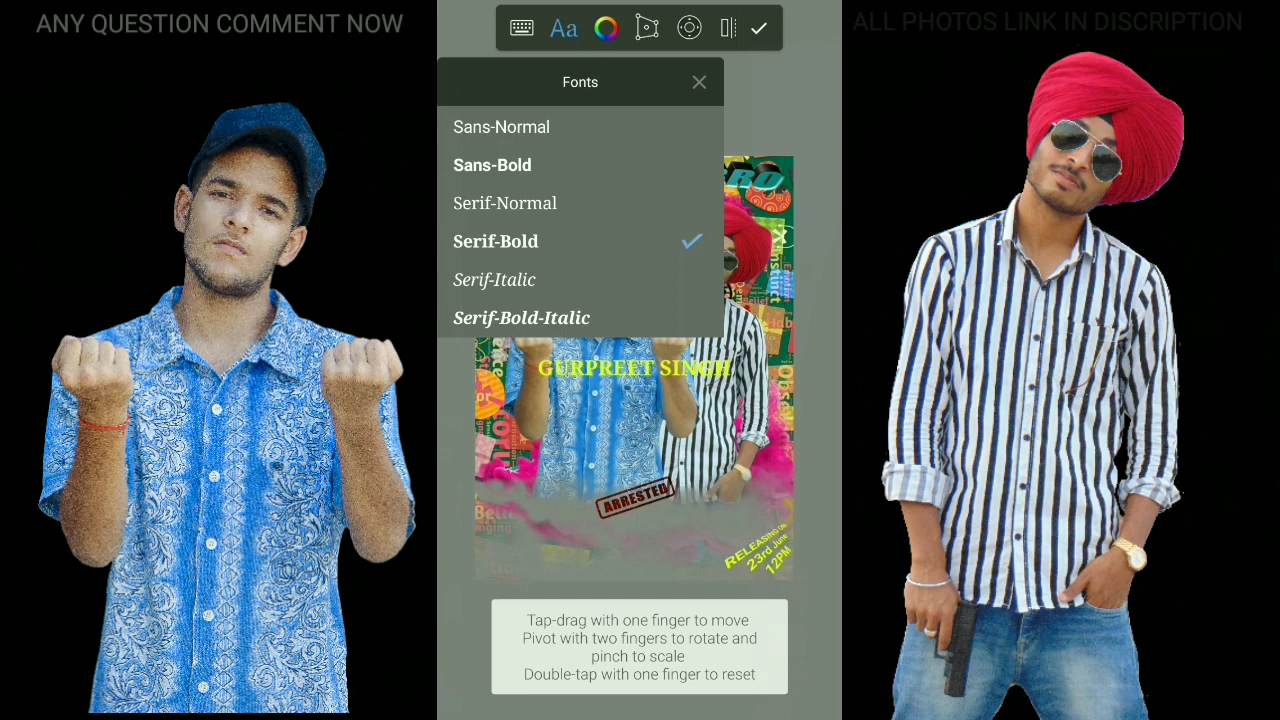 ANY QUESTION COMMENT NOW
ALL PHOTOS LINK IN DISCRIPTION
Aa
Fonts
Sans-Normal
Sans-Bold
Serif-Normal
Serif-Bold
Serif-Italic
Serif-Bold-Italic
GURPREET SINGH
ARRESTED
RELEASING ON
23rd June
12PM
Tap-drag with one finger to move
Pivot with two fingers to rotate and
pinch to scale
Double-tap with one finger to reset